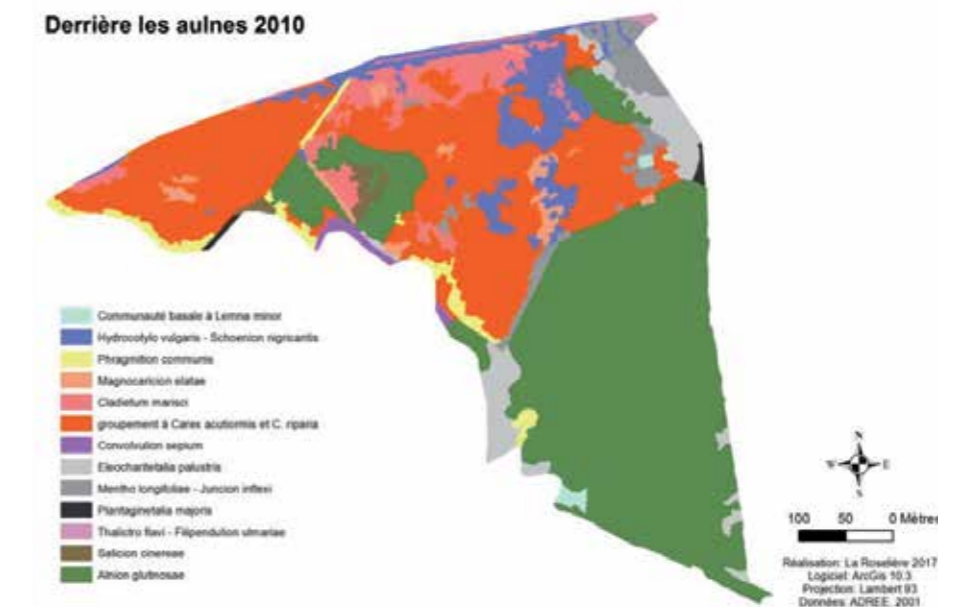 Derrière les aulnes 2010
Communauté basale à Lemna minor
Hydrocotylo vulgaris - Schoenion nigricantis
Phragmition communis
Magnocaricion elatae
Cladietum marisci
groupement à Carex acutiormis et C. riparia
Convolvulion sepium
Eleocharitetalia palustris
Mentho longifoliae - Juncion inflexi
Plantaginetalia majoris
Thalictro flavi - Filipendulion ulmariae
Salicion cinereae
Alnion glutinosae
N
W E
S
100 50 0 Mètres
Réalisation: La Roselière 2017
Logiciel: ArcGis 10.3
Projection: Lambert 93
Données: ADREE, 2001